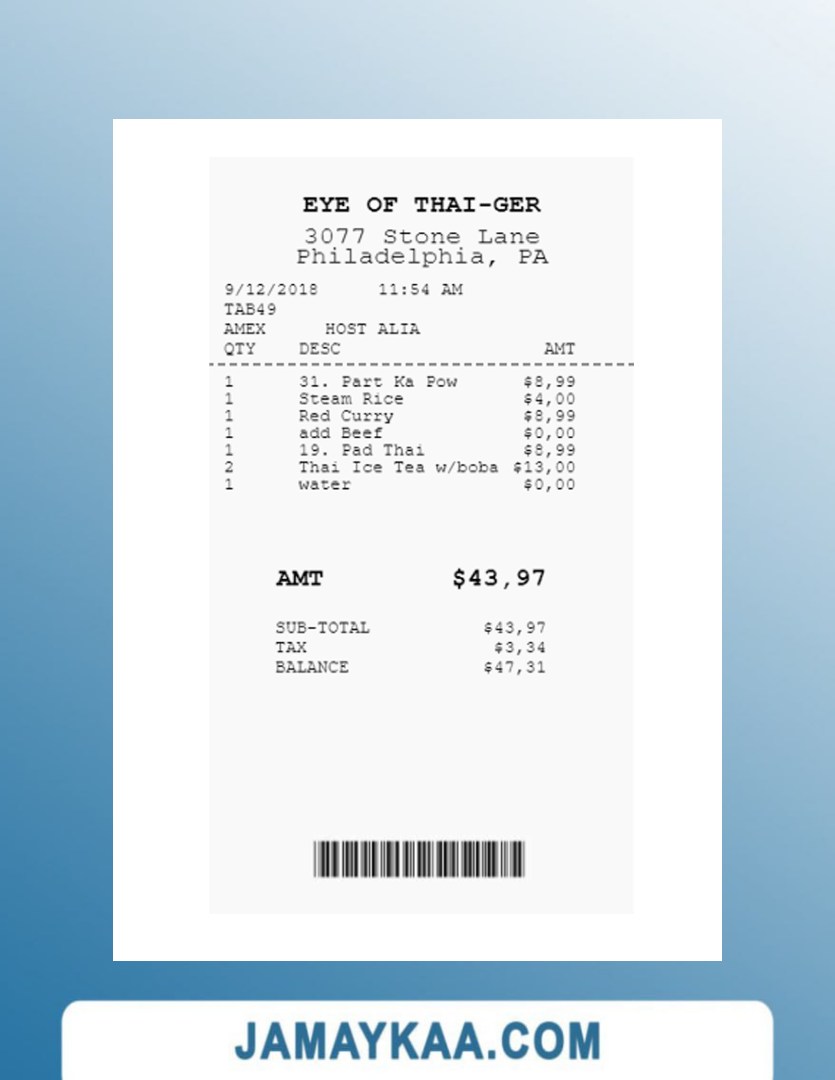 EYE OF THAI-GER
3077 Stone Lane
Philadelphia, PA
9/12/2018 11:54 AM
TAB49
AMEX HOST ALIA
QTY DESC AMT
1 31. Part Ka Pow $8,99
1 Steam Rice $4,00
1 Red Curry $8,99
1 add Beef $0,00
1 19. Pad Thai $8,99
2 Thai Ice Tea w/boba $13,00
1 water $0,00
AMT $43,97
SUB-TOTAL $43,97
TAX $3,34
BALANCE $47,31
JAMAYKAA.COM